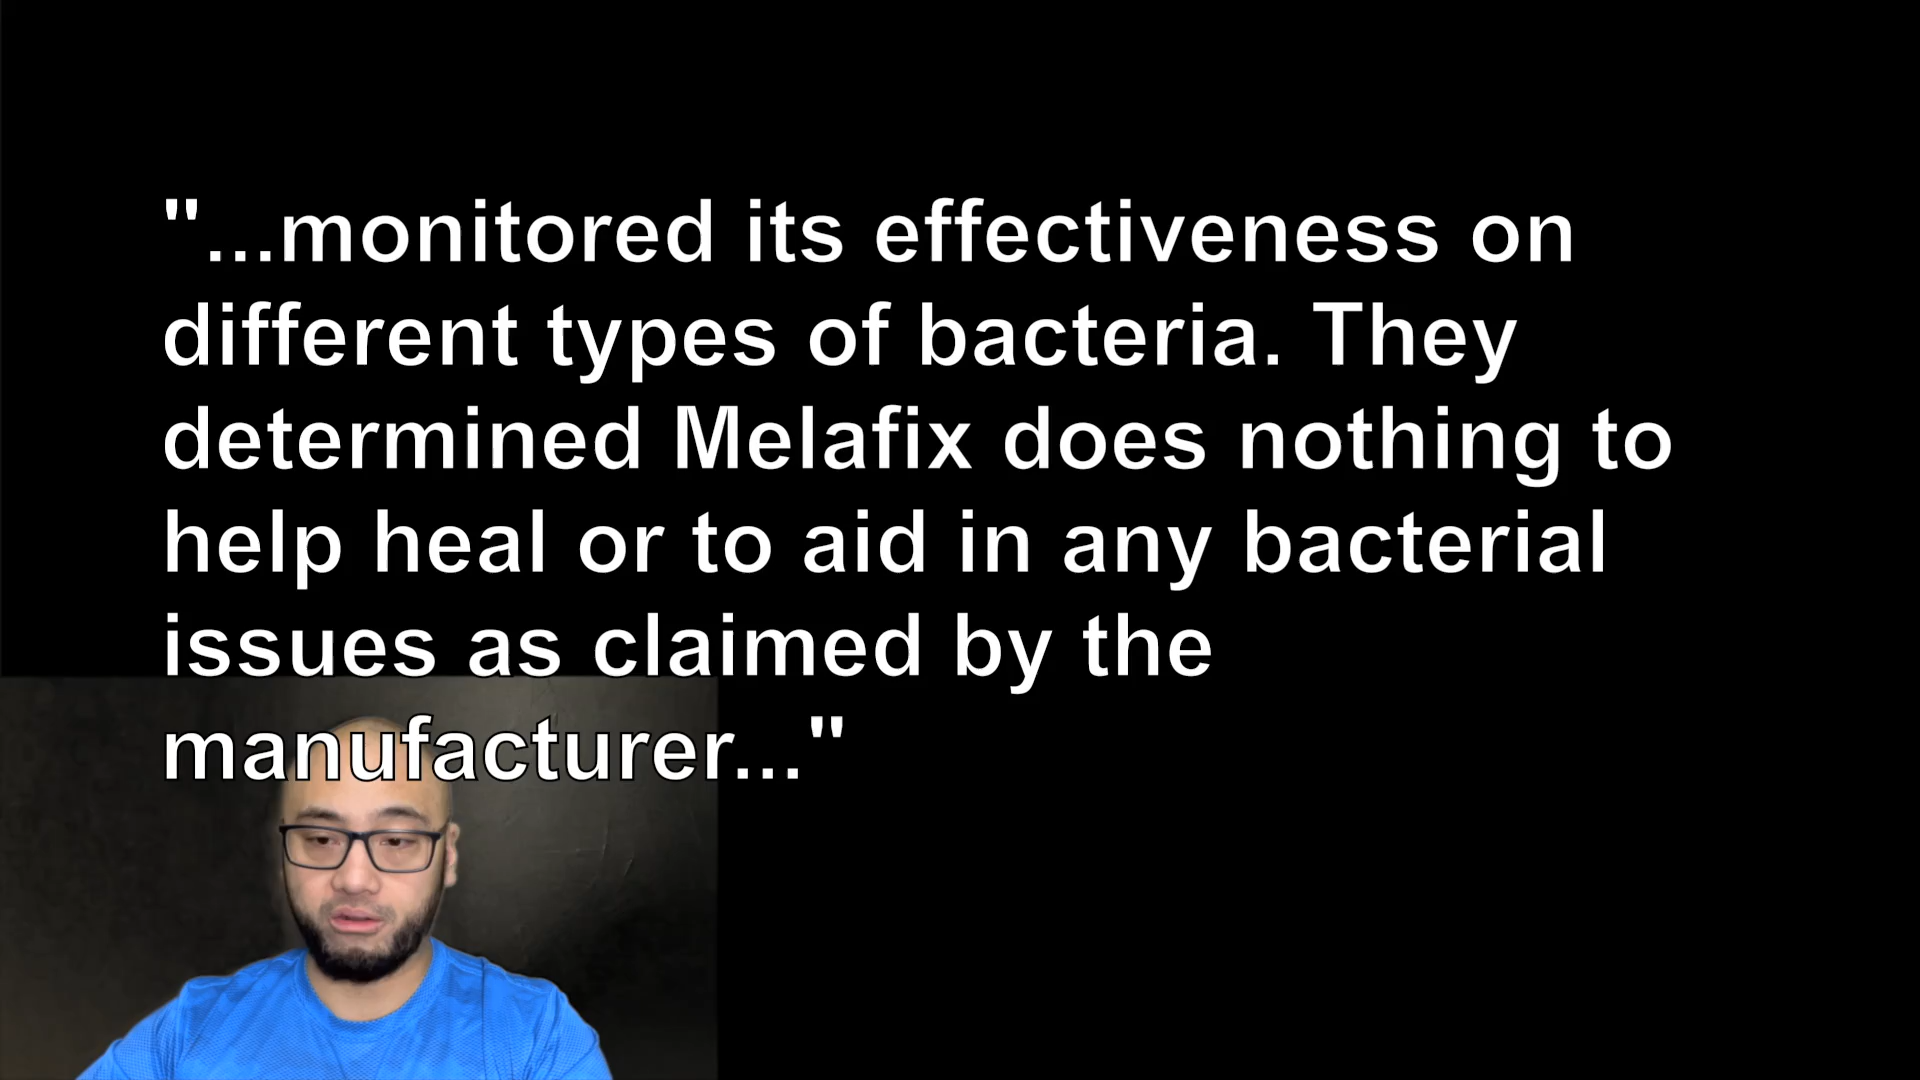 "...monitored its effectiveness on
different types of bacteria. They
determined Melafix does nothing to
help heal or to aid in any bacterial
issues as claimed by the
manufacturer..."